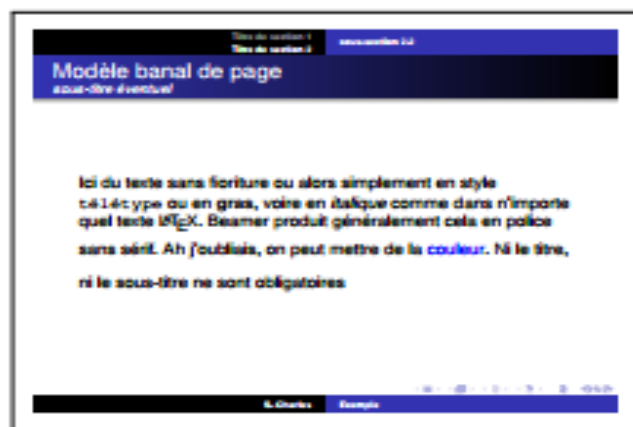 Titre de section 1
Titre de section 2
sous-section 2.2
Modèle banal de page
sous-titre éventuel
Ici du texte sans fioriture ou alors simplement en style
télétype ou en gras, voire en italique comme dans n'importe
quel texte LATEX. Beamer produit généralement cela en police
sans sérif. Ah j'oubliais, on peut mettre de la couleur. Ni le titre,
ni le sous-titre ne sont obligatoires
S. Charles
Exemple